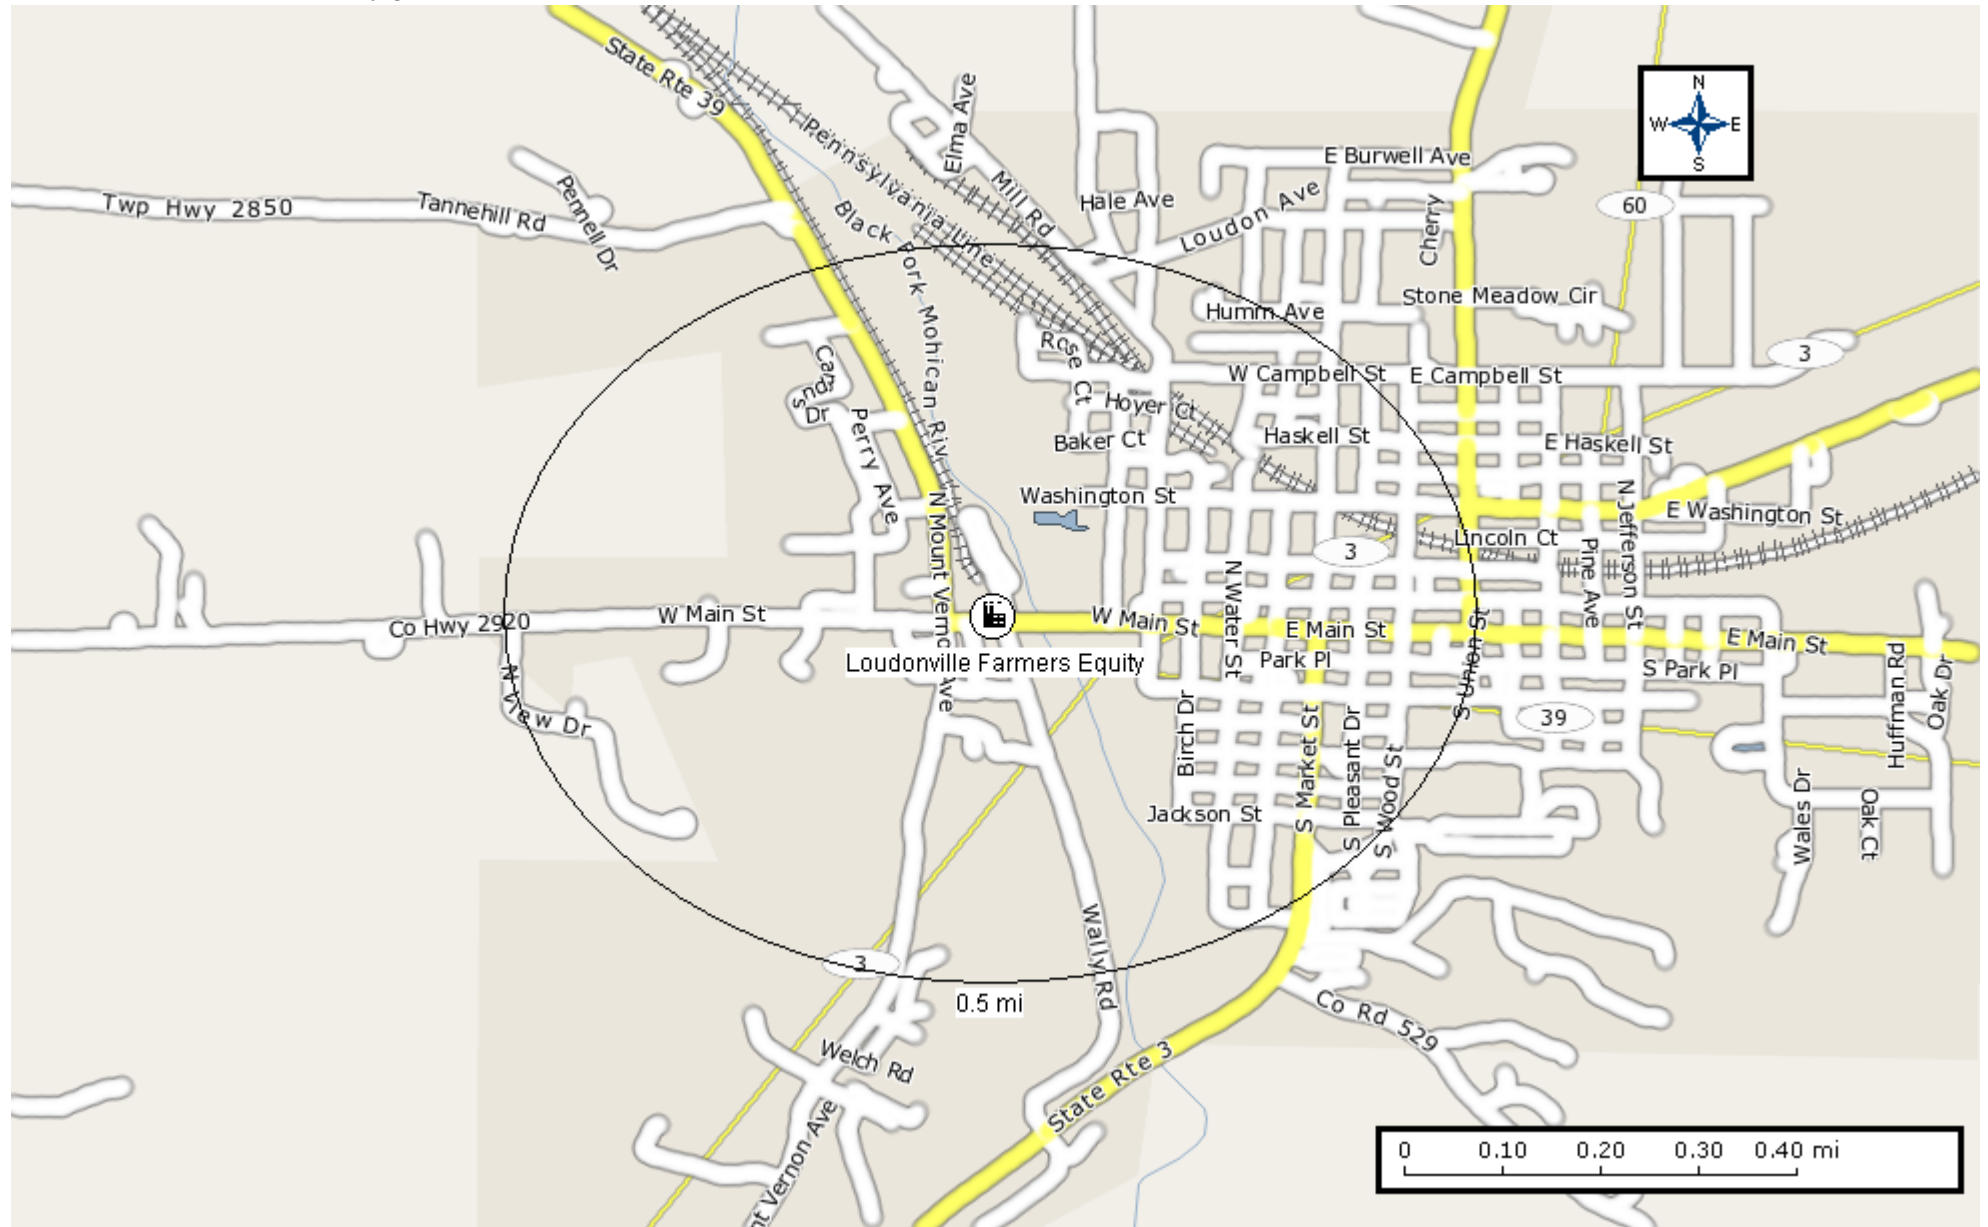 State Rte 39
Elma Ave
N
W E
S
Pennsylvania Line
E Burwell Ave
Mill Rd
Twp Hwy 2850
Tannehill Rd
Pennell Dr
Hale Ave
Loudon Ave
Cherry
60
Black Fork Mohican Riv
Stone Meadow Cir
Humm Ave
Rose Ct
3
W Campbell St
E Campbell St
Hoyer Ct
Perry Ave
Baker Ct
Haskell St
E Haskell St
Washington St
N Mount Vernon Ave
N Jefferson St
E Washington St
Lincoln Ct
3
Pine Ave
N Water St
Co Hwy 2920
W Main St
W Main St
E Main St
E Main St
S Union St
Loudonville Farmers Equity
Park Pl
S Park Pl
Huffman Rd
Oak Dr
N View Dr
Birch Dr
S Market St
S Pleasant Dr
S Wood St
39
Jackson St
Wales Dr
Oak Ct
Wally Rd
3
0.5 mi
Co Rd 529
Welch Rd
State Rte 3
nt Vernon Ave
0 0.10 0.20 0.30 0.40 mi